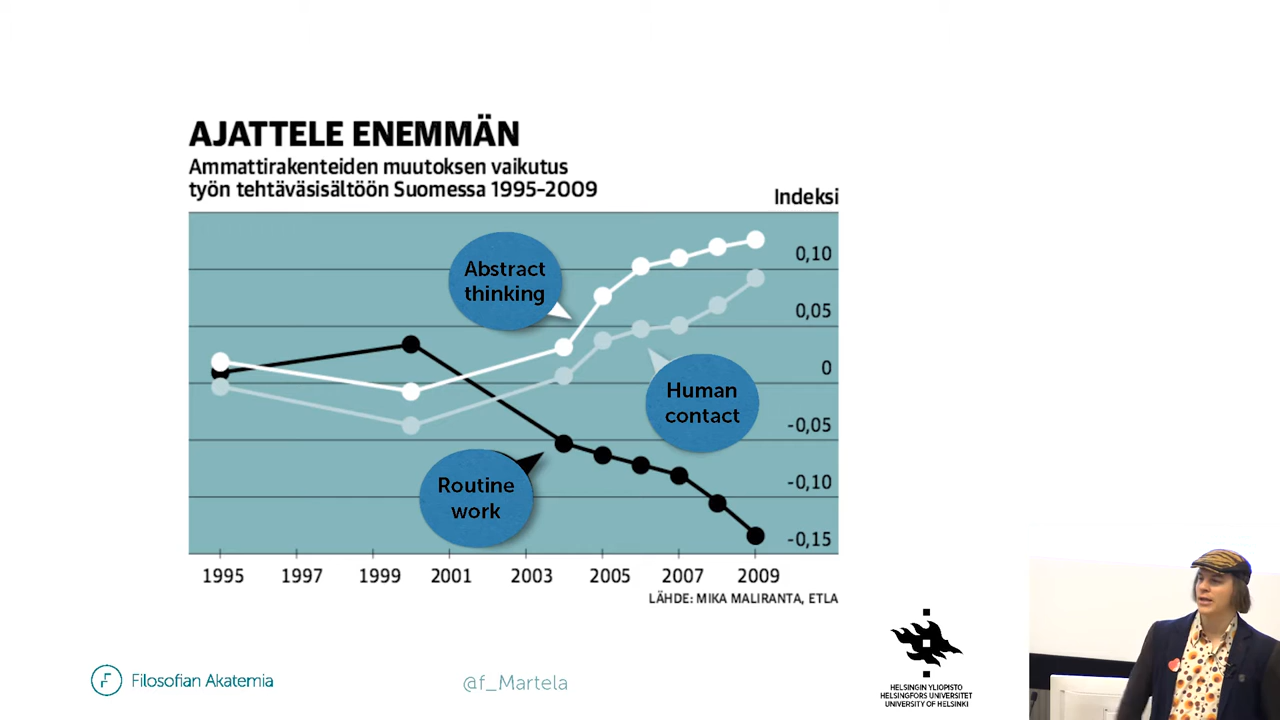 AJATTELE ENEMMÄN
Ammattirakenteiden muutoksen vaikutus
työn tehtäväsisältöön Suomessa 1995–2009
Indeksi
0,10
0,05
0
-0,05
-0,10
-0,15
Abstract
thinking
Human
contact
Routine
work
1995 1997 1999 2001 2003 2005 2007 2009
LÄHDE: MIKA MALIRANTA, ETLA
Filosofian Akatemia
@f_Martela
HELSINGIN YLIOPISTO
HELSINGFORS UNIVERSITET
UNIVERSITY OF HELSINKI